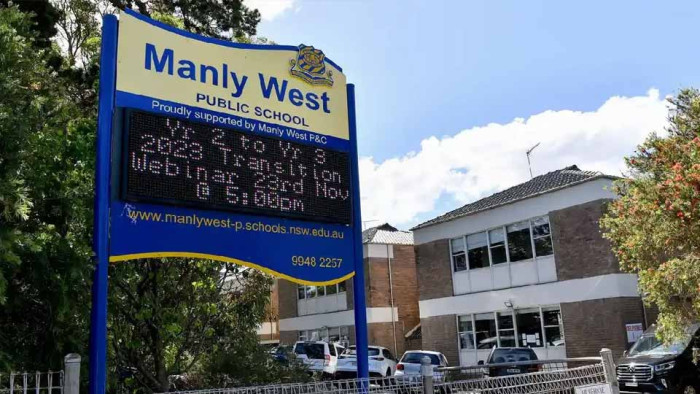 Manly West
PUBLIC SCHOOL
Proudly supported by Manly West P&C
Yr 2 to Yr 3
2023 Transition
Webinar 23rd Nov
@ 5:00pm
www.manlywest-p.schools.nsw.edu.au
9948 2257